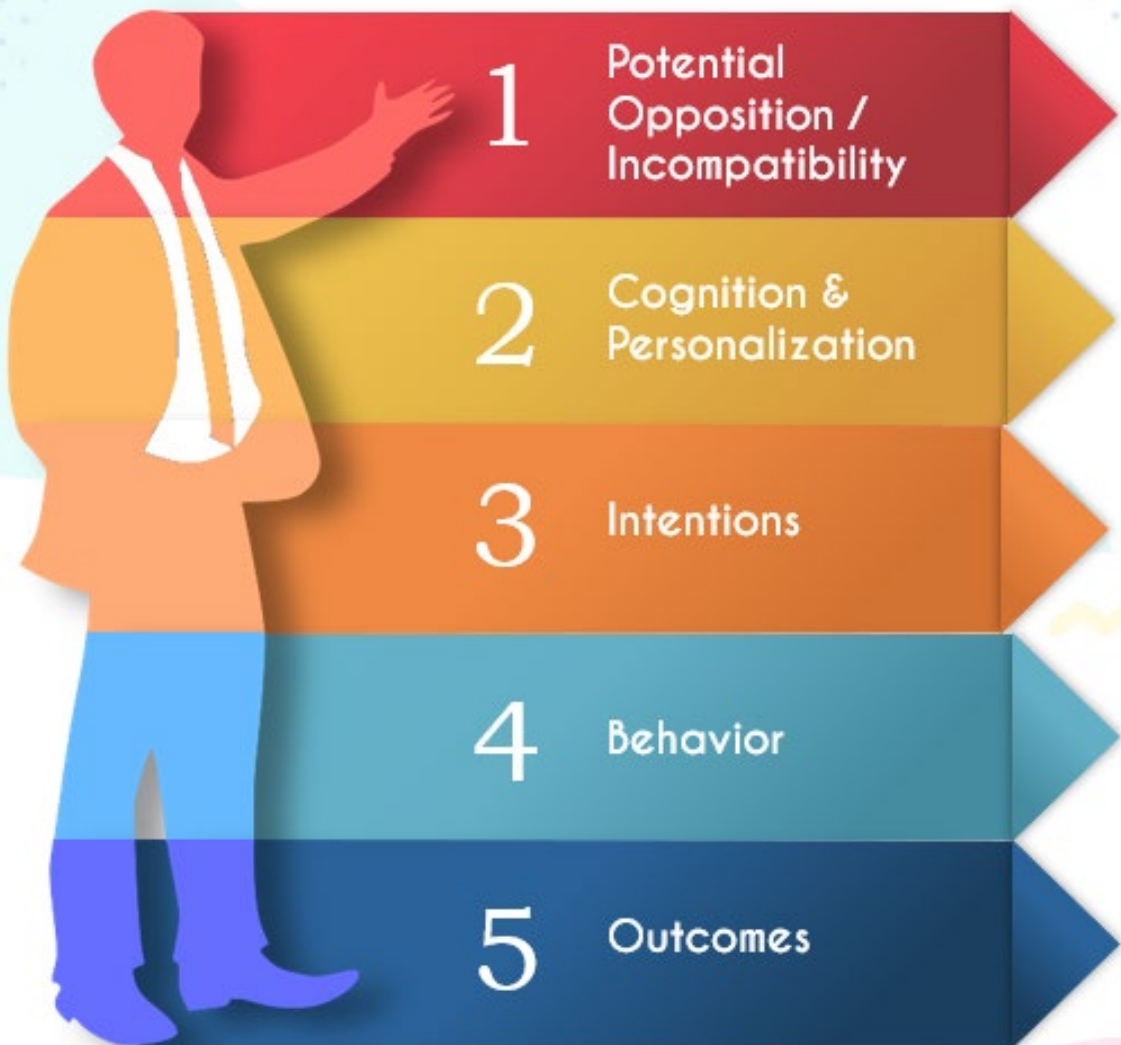 1
Potential
Opposition /
Incompatibility
2
Cognition &
Personalization
3
Intentions
4
Behavior
5
Outcomes